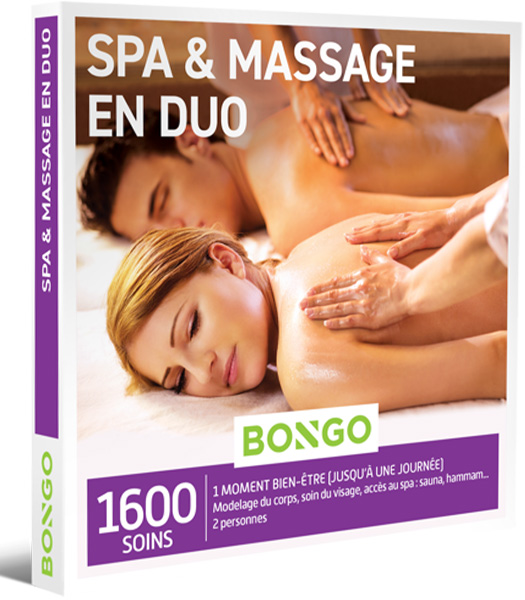 SPA & MASSAGE
EN DUO
SPA & MASSAGE EN DUO
BONGO
BONGO
1600
SOINS
1 MOMENT BIEN-ÊTRE (JUSQU'À UNE JOURNÉE)
Modelage du corps, soin du visage, accès au spa : sauna, hammam...
2 personnes